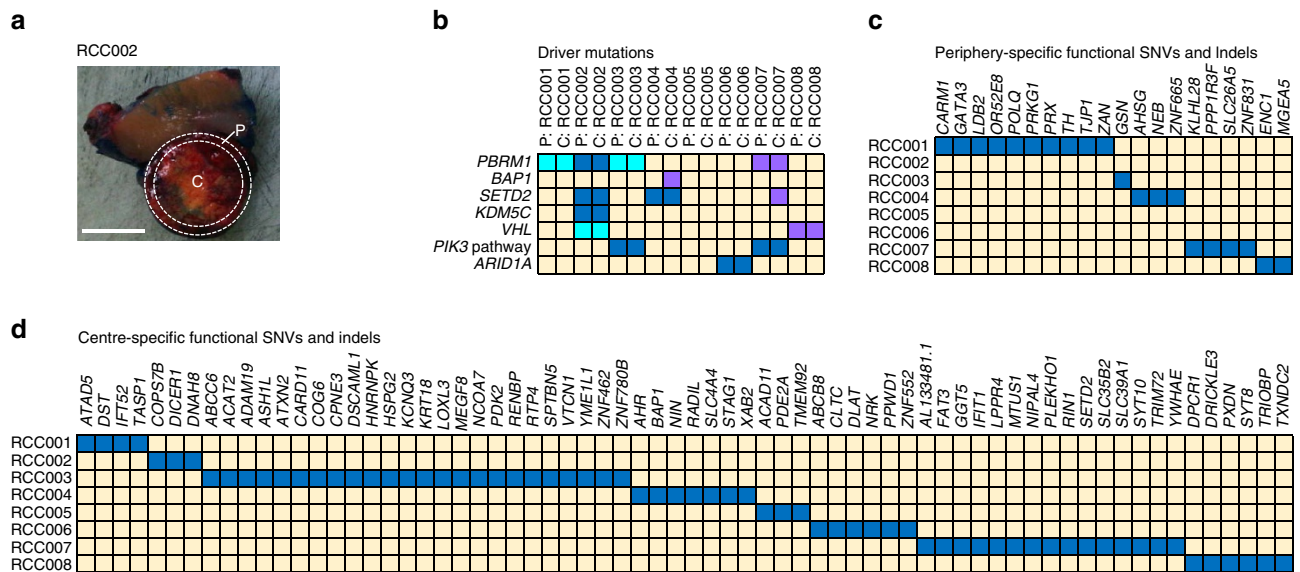 a
RCC002
P
C
b
Driver mutations
P: RCC001
C: RCC001
P: RCC002
C: RCC002
P: RCC003
C: RCC003
P: RCC004
C: RCC004
P: RCC005
C: RCC005
P: RCC006
C: RCC006
P: RCC007
C: RCC007
P: RCC008
C: RCC008
PBRM1
BAP1
SETD2
KDM5C
VHL
PIK3 pathway
ARID1A
c
Periphery-specific functional SNVs and Indels
CARM1
GATA3
LDB2
OR52E8
POLQ
PRKG1
PRX
TH
TJP1
ZAN
GSN
AHSG
NEB
ZNF665
KLHL28
PPP1R3F
SLC26A5
ZNF831
ENC1
MGEA5
RCC001
RCC002
RCC003
RCC004
RCC005
RCC006
RCC007
RCC008
d
Centre-specific functional SNVs and indels
ATAD5
DST
IFT52
TASP1
COPS7B
DICER1
DNAH8
ABCC6
ACAT2
ADAM19
ASH1L
ATXN2
CARD11
COG6
CPNE3
DSCAML1
HNRNPK
HSPG2
KCNQ3
KRT18
LOXL3
MEGF8
NCOA7
PDK2
RENBP
RTP4
SPTBN5
VTCN1
YME1L1
ZNF462
ZNF780B
AHR
BAP1
NIN
RADIL
SLC4A4
STAG1
XAB2
ACAD11
PDE2A
TMEM92
ABCB8
CLTC
DLAT
NRK
PPWD1
ZNF552
AL133481.1
FAT3
GGT5
IFIT1
LPPR4
MTUS1
NIPAL4
PLEKHO1
RIN1
SETD2
SLC35B2
SLC39A1
SYT10
TRIM72
YWHAE
DPCR1
DRICKLE3
PXDN
SYT8
TRIOBP
TXNDC2
RCC001
RCC002
RCC003
RCC004
RCC005
RCC006
RCC007
RCC008